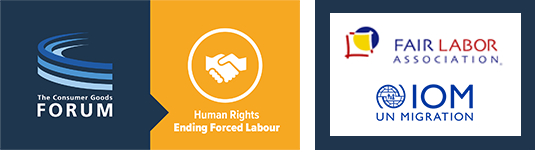 The Consumer Goods
FORUM
Human Rights
Ending Forced Labour
FAIR LABOR
ASSOCIATION®
IOM
UN MIGRATION